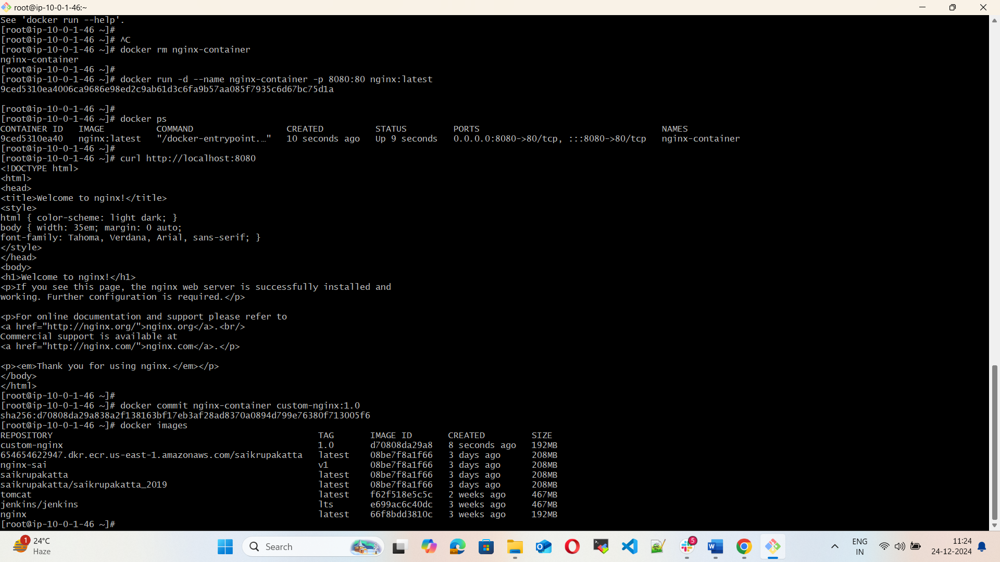 root@ip-10-0-1-46:~
See 'docker run --help'.
[root@ip-10-0-1-46 ~]#
[root@ip-10-0-1-46 ~]# ^C
[root@ip-10-0-1-46 ~]# docker rm nginx-container
nginx-container
[root@ip-10-0-1-46 ~]#
[root@ip-10-0-1-46 ~]# docker run -d --name nginx-container -p 8080:80 nginx:latest
9ced5310ea4006ca9686e98ed2c9ab61d3c6fa9b57aa085f7935c6d67bc75d1a
[root@ip-10-0-1-46 ~]#
[root@ip-10-0-1-46 ~]# docker ps
CONTAINER ID   IMAGE          COMMAND                  CREATED          STATUS         PORTS                                   NAMES
9ced5310ea40   nginx:latest   "/docker-entrypoint.…"   10 seconds ago   Up 9 seconds   0.0.0.0:8080->80/tcp, :::8080->80/tcp   nginx-container
[root@ip-10-0-1-46 ~]#
[root@ip-10-0-1-46 ~]# curl http://localhost:8080
<!DOCTYPE html>
<html>
<head>
<title>Welcome to nginx!</title>
<style>
html { color-scheme: light dark; }
body { width: 35em; margin: 0 auto;
font-family: Tahoma, Verdana, Arial, sans-serif; }
</style>
</head>
<body>
<h1>Welcome to nginx!</h1>
<p>If you see this page, the nginx web server is successfully installed and
working. Further configuration is required.</p>
<p>For online documentation and support please refer to
<a href="http://nginx.org/">nginx.org</a>.<br/>
Commercial support is available at
<a href="http://nginx.com/">nginx.com</a>.</p>
<p><em>Thank you for using nginx.</em></p>
</body>
</html>
[root@ip-10-0-1-46 ~]#
[root@ip-10-0-1-46 ~]# docker commit nginx-container custom-nginx:1.0
sha256:d70808da29a838a2f138163bf17eb3af28ad8370a0894d799e76380f713005f6
[root@ip-10-0-1-46 ~]# docker images
REPOSITORY                                                   TAG       IMAGE ID       CREATED         SIZE
custom-nginx                                                 1.0       d70808da29a8   8 seconds ago   192MB
654654622947.dkr.ecr.us-east-1.amazonaws.com/saikrupakatta   latest    08be7f8a1f66   3 days ago      208MB
nginx-sai                                                    v1        08be7f8a1f66   3 days ago      208MB
saikrupakatta                                                latest    08be7f8a1f66   3 days ago      208MB
saikrupakatta/saikrupakatta_2019                             latest    08be7f8a1f66   3 days ago      208MB
tomcat                                                       latest    f62f518e5c5c   2 weeks ago     467MB
jenkins/jenkins                                              lts       e699ac6c40dc   3 weeks ago     467MB
nginx                                                        latest    66f8bdd3810c   3 weeks ago     192MB
[root@ip-10-0-1-46 ~]#
1
24°C
Haze
Search
5
ENG
IN
11:24
24-12-2024